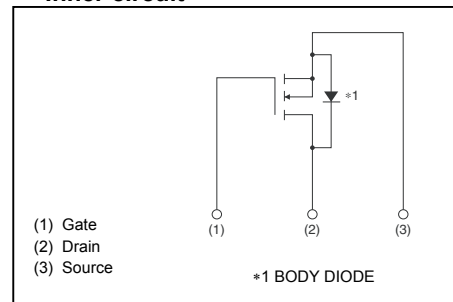 Inner circuit
*1
(1) (2) (3)
(1) Gate
(2) Drain
(3) Source
*1 BODY DIODE